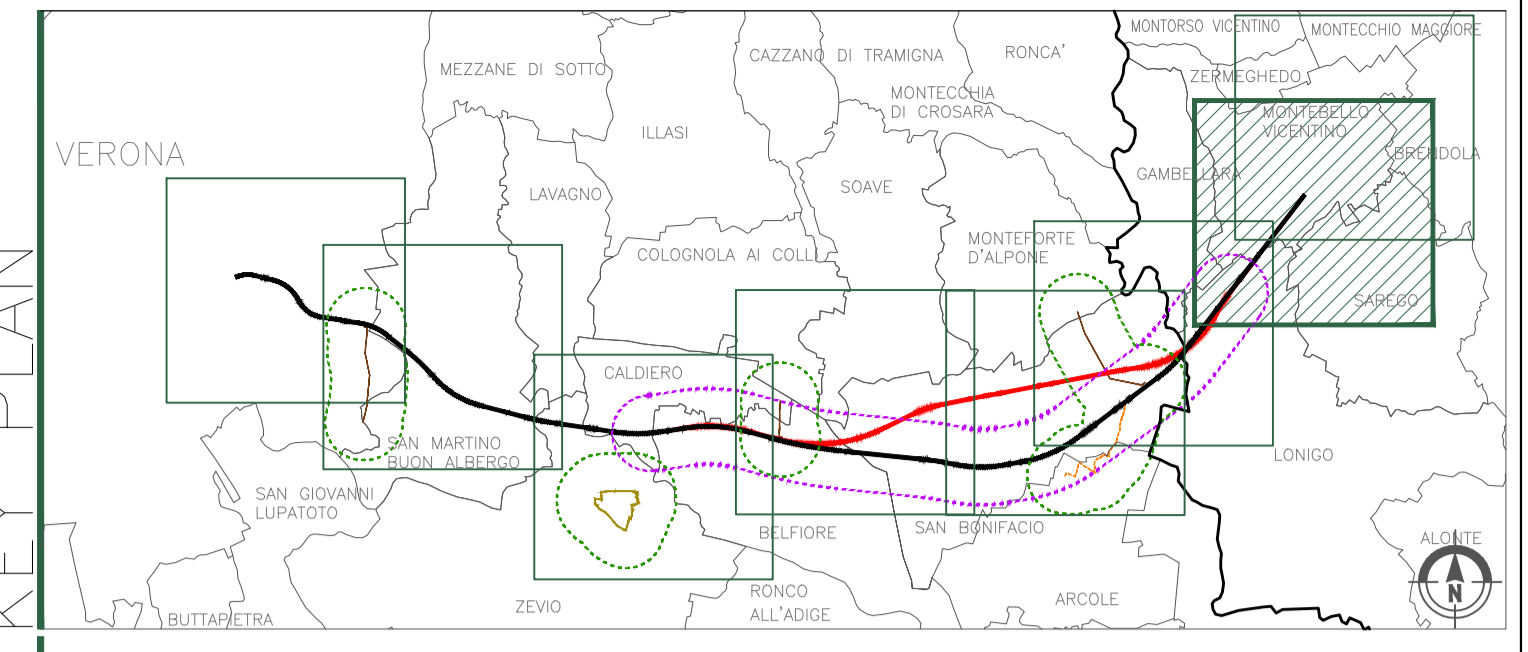 KEY PLAN
MONTORSO VICENTINO
MONTECCHIO MAGGIORE
CAZZANO DI TRAMIGNA
RONCA'
MEZZANE DI SOTTO
ZERMEGHEDO
MONTECCHIA
DI CROSARA
MONTEBELLO
VICENTINO
ILLASI
VERONA
BRENDOLA
GAMBELLARA
LAVAGNO
SOAVE
MONTEFORTE
D'ALPONE
COLOGNOLA AI COLLI
SAREGO
CALDIERO
SAN MARTINO
BUON ALBERGO
LONIGO
SAN GIOVANNI
LUPATOTO
BELFIORE
SAN BONIFACIO
ALONTE
N
RONCO
ALL'ADIGE
ARCOLE
ZEVIO
BUTTAPIETRA